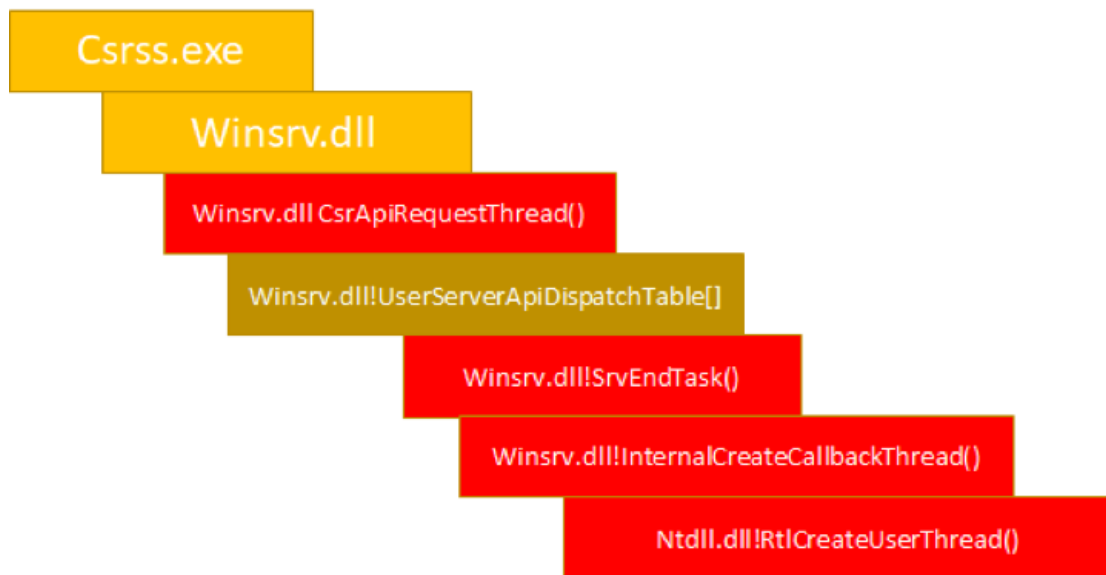 Csrss.exe
Winsrv.dll
Winsrv.dll CsrApiRequestThread()
Winsrv.dll!UserServerApiDispatchTable[]
Winsrv.dll!SrvEndTask()
Winsrv.dll!InternalCreateCallbackThread()
Ntdll.dll!RtlCreateUserThread()